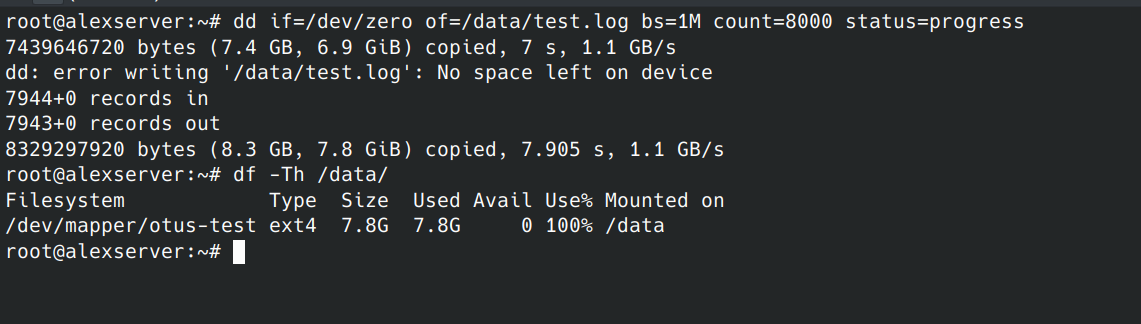 root@alexserver:~# dd if=/dev/zero of=/data/test.log bs=1M count=8000 status=progress
7439646720 bytes (7.4 GB, 6.9 GiB) copied, 7 s, 1.1 GB/s
dd: error writing '/data/test.log': No space left on device
7944+0 records in
7943+0 records out
8329297920 bytes (8.3 GB, 7.8 GiB) copied, 7.905 s, 1.1 GB/s
root@alexserver:~# df -Th /data/
Filesystem            Type  Size  Used Avail Use% Mounted on
/dev/mapper/otus-test ext4  7.8G  7.8G     0 100% /data
root@alexserver:~#